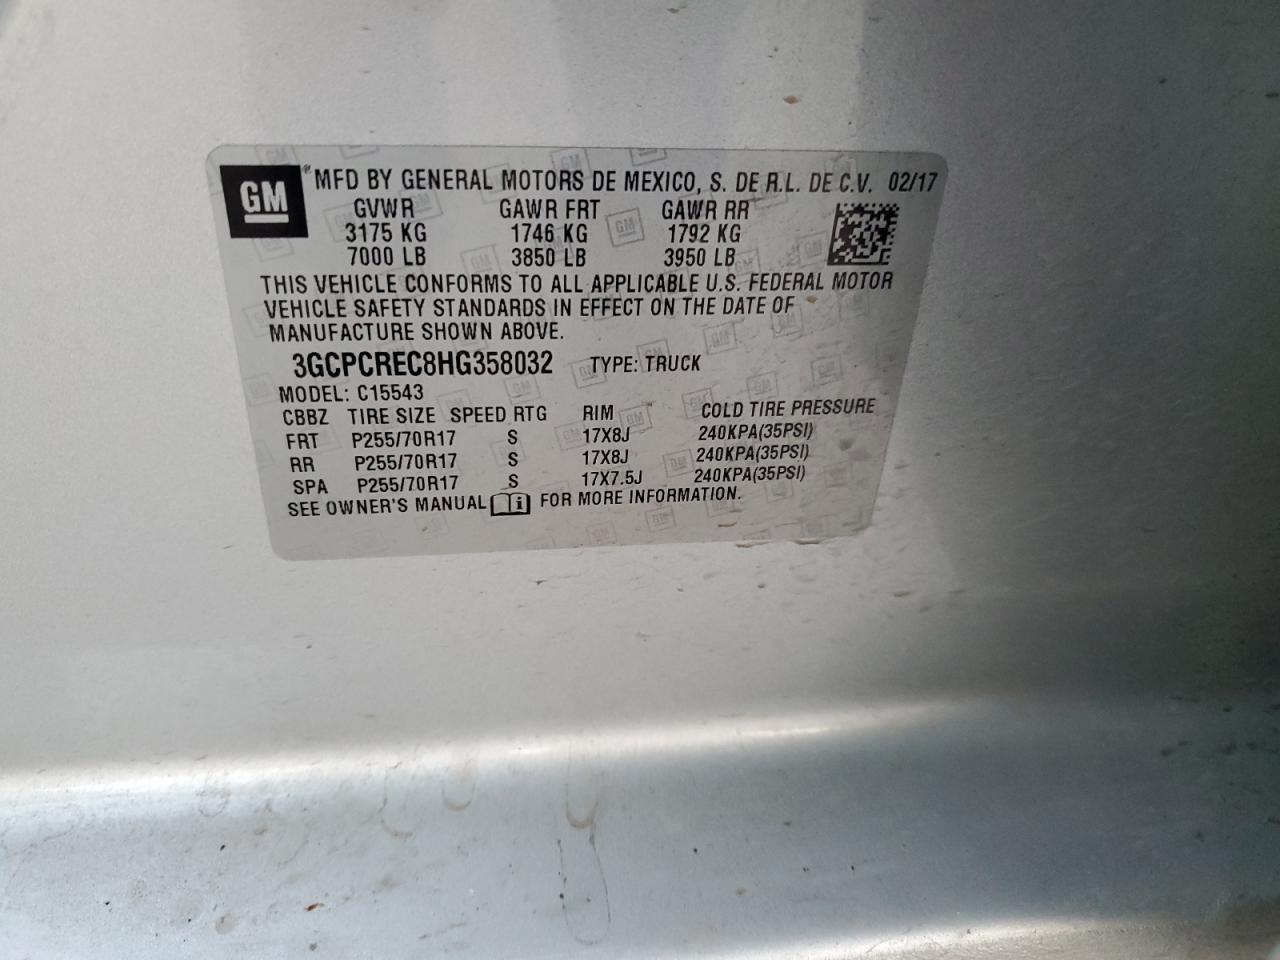 GM
MFD BY GENERAL MOTORS DE MEXICO, S. DE R.L. DE C.V. 02/17
GVWR GAWR FRT GAWR RR
3175 KG 1746 KG 1792 KG
7000 LB 3850 LB 3950 LB
THIS VEHICLE CONFORMS TO ALL APPLICABLE U.S. FEDERAL MOTOR
VEHICLE SAFETY STANDARDS IN EFFECT ON THE DATE OF
MANUFACTURE SHOWN ABOVE.
3GCPCREC8HG358032 TYPE: TRUCK
MODEL: C15543
CBBZ TIRE SIZE SPEED RTG RIM COLD TIRE PRESSURE
FRT P255/70R17 S 17X8J 240KPA(35PSI)
RR P255/70R17 S 17X8J 240KPA(35PSI)
SPA P255/70R17 S 17X7.5J 240KPA(35PSI)
SEE OWNER'S MANUAL FOR MORE INFORMATION.